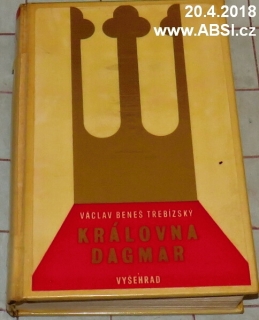 20.4.2018
www.ABSI.cz
VÁCLAV BENEŠ TŘEBÍZSKÝ
KRÁLOVNA
DAGMAR
VYŠEHRAD